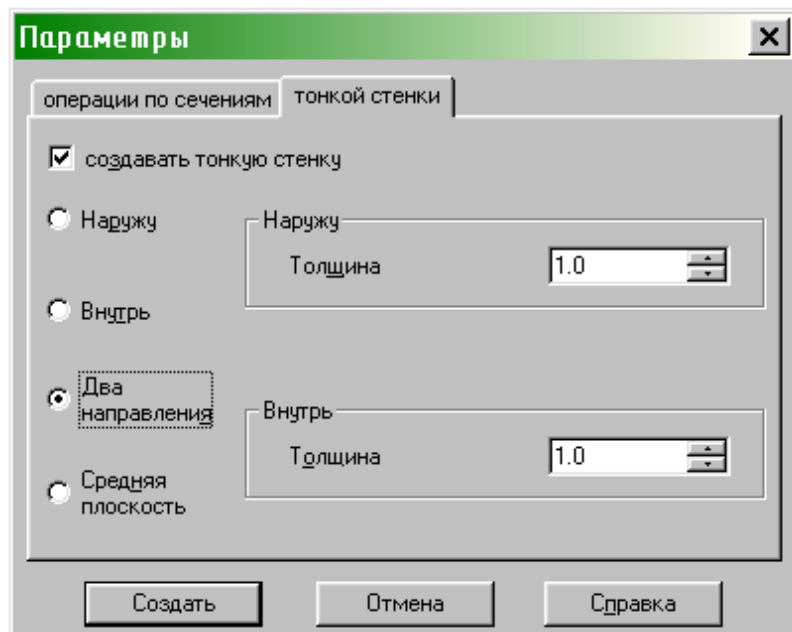 Параметры
операции по сечениям
тонкой стенки
создавать тонкую стенку
Наружу
Наружу
Толщина
1.0
Внутрь
Два
направления
Внутрь
Толщина
1.0
Средняя
плоскость
Создать
Отмена
Справка